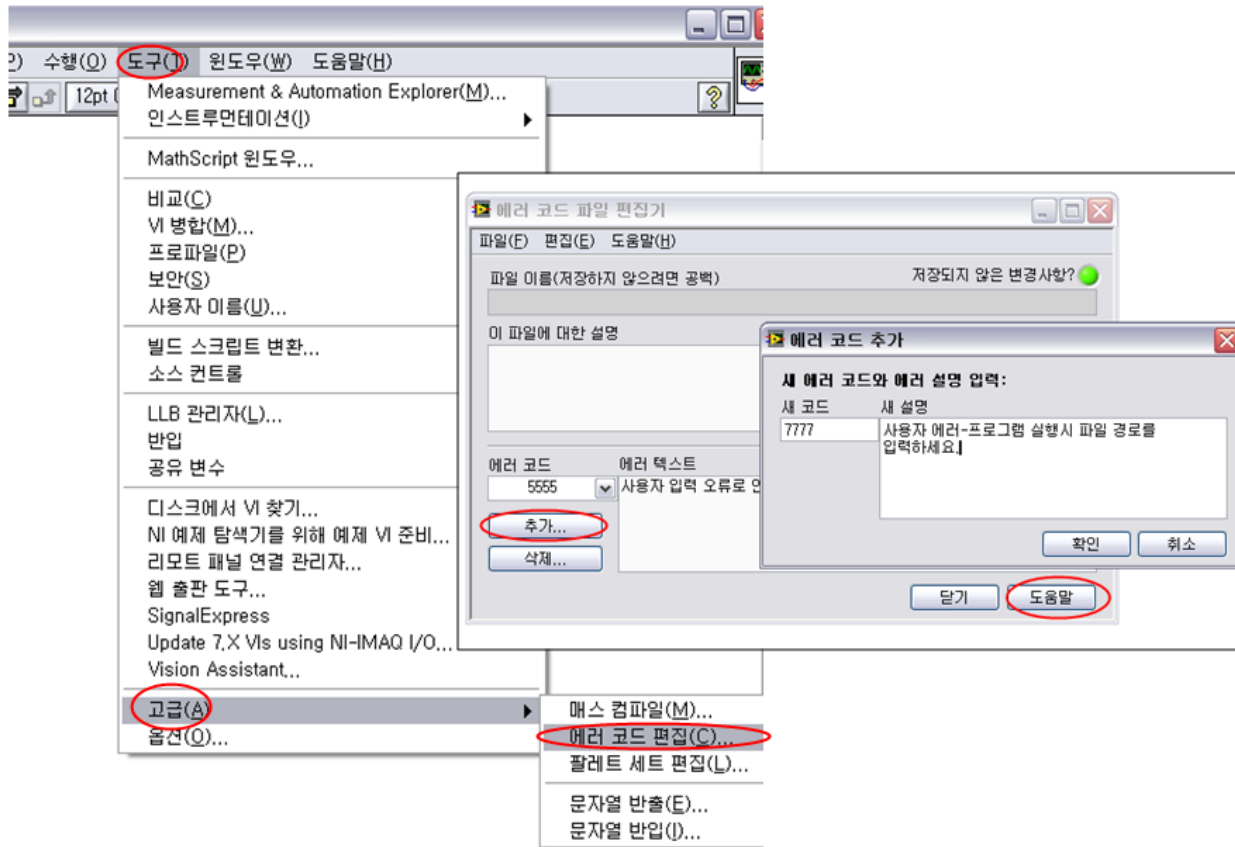 수행(O) 도구(T) 윈도우(W) 도움말(H)
12pt
Measurement & Automation Explorer(M)...
인스트루먼테이션(I)
MathScript 윈도우...
비교(C)
VI 병합(M)...
프로파일(P)
보안(S)
사용자 이름(U)...
빌드 스크립트 변환...
소스 컨트롤
LLB 관리자(L)...
반입
공유 변수
디스크에서 VI 찾기...
NI 예제 탐색기를 위해 예제 VI 준비...
리모트 패널 연결 관리자...
웹 출판 도구...
SignalExpress
Update 7.X VIs using NI-IMAQ I/O...
Vision Assistant...
고급(A)
옵션(O)...
매스 컴파일(M)...
에러 코드 편집(C)...
팔레트 세트 편집(L)...
문자열 반출(E)...
문자열 반입(I)...
에러 코드 파일 편집기
파일(F) 편집(E) 도움말(H)
파일 이름(저장하지 않으려면 공백)
저장되지 않은 변경사항?
이 파일에 대한 설명
에러 코드
에러 텍스트
5555
사용자 입력 오류로
추가...
삭제...
닫기
도움말
에러 코드 추가
새 에러 코드와 에러 설명 입력:
새 코드
새 설명
7777
사용자 에러-프로그램 실행시 파일 경로를
입력하세요.
확인
취소